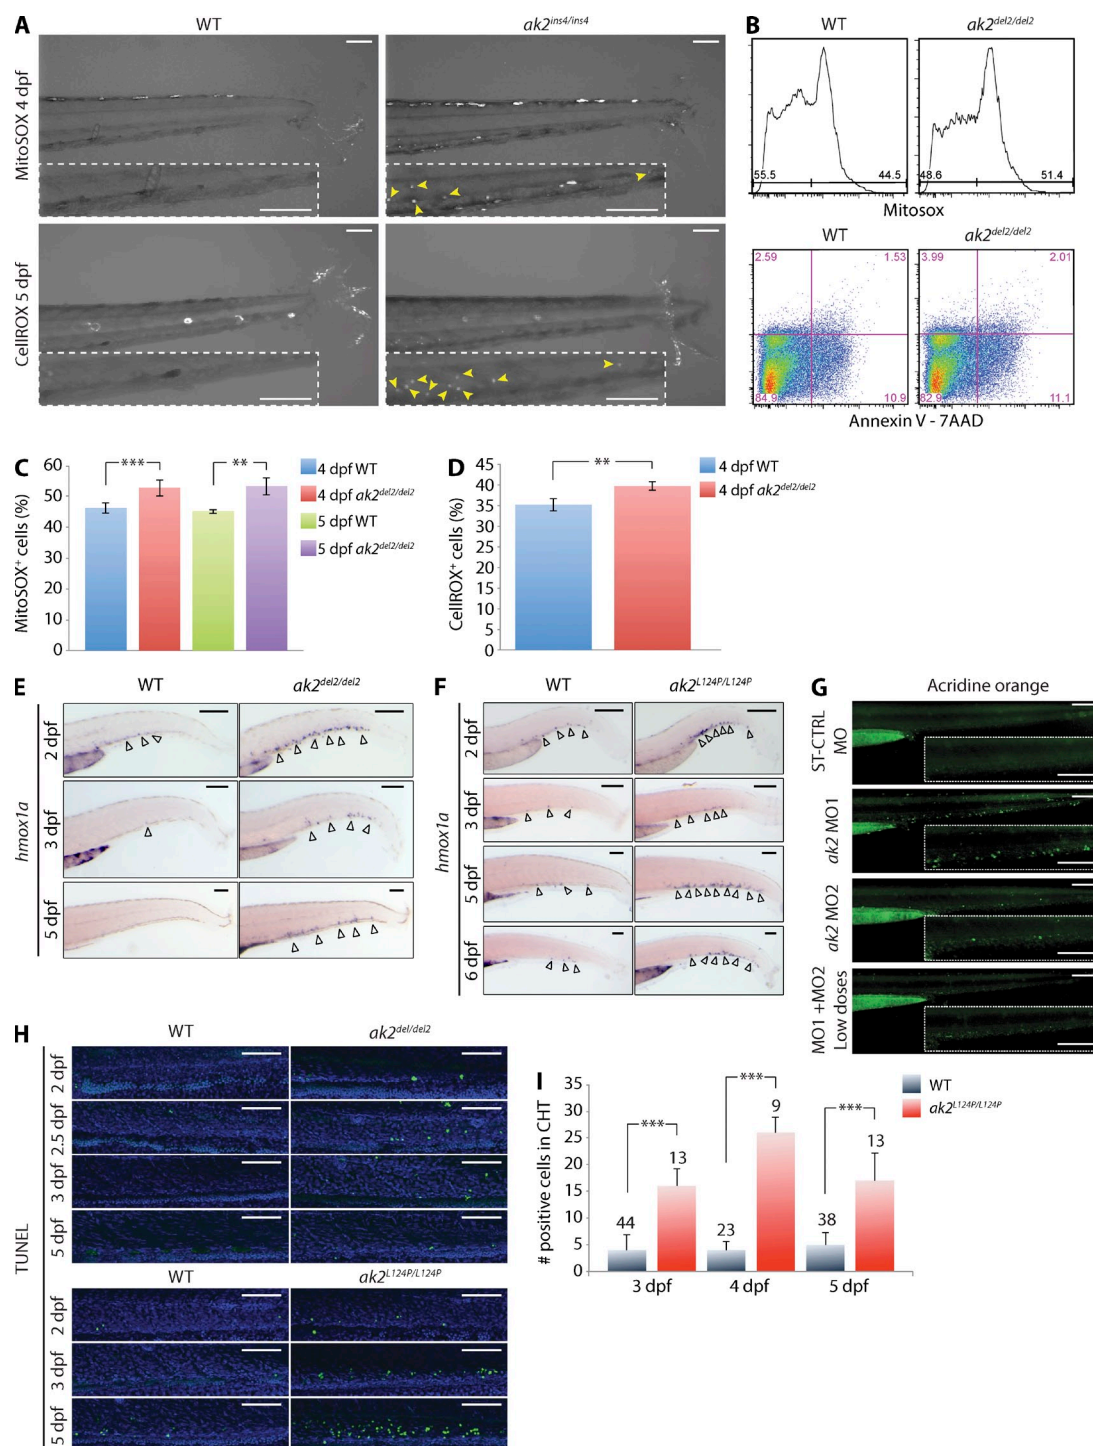 A
WT
ak2ins4/ins4
MitoSOX 4 dpf
CellROX 5 dpf
B
WT
ak2del2/del2
55.5
44.5
48.6
51.4
Mitosox
WT
ak2del2/del2
2.59
1.53
3.99
2.01
84.9
10.9
82.9
11.1
Annexin V - 7AAD
C
MitoSOX+ cells (%)
60
50
40
30
20
10
0
***
**
4 dpf WT
4 dpf ak2del2/del2
5 dpf WT
5 dpf ak2del2/del2
D
CellROX+ cells (%)
45
40
35
30
25
20
15
10
5
0
**
4 dpf WT
4 dpf ak2del2/del2
E
WT
ak2del2/del2
hmox1a
2 dpf
3 dpf
5 dpf
F
WT
ak2L124P/L124P
hmox1a
2 dpf
3 dpf
5 dpf
6 dpf
G
Acridine orange
ST-CTRL
MO
ak2 MO1
ak2 MO2
MO1 +MO2
Low doses
H
WT
ak2del/del2
TUNEL
2 dpf
2.5 dpf
3 dpf
5 dpf
WT
ak2L124P/L124P
2 dpf
3 dpf
5 dpf
I
# positive cells in CHT
35
30
25
20
15
10
5
0
***
***
***
44
13
23
9
38
13
3 dpf
4 dpf
5 dpf
WT
ak2L124P/L124P